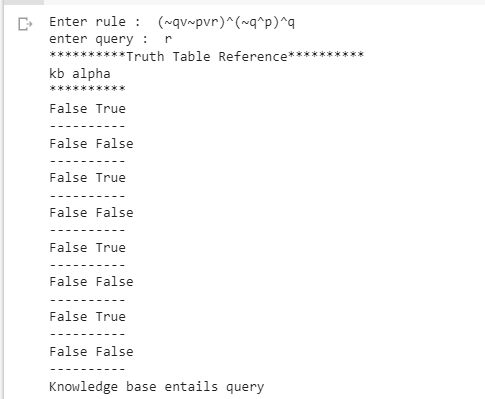 Enter rule :  (~qv~pvr)^(~q^p)^q
enter query :  r
**********Truth Table Reference**********
kb alpha
**********
False True
----------
False False
----------
False True
----------
False False
----------
False True
----------
False False
----------
False True
----------
False False
----------
Knowledge base entails query